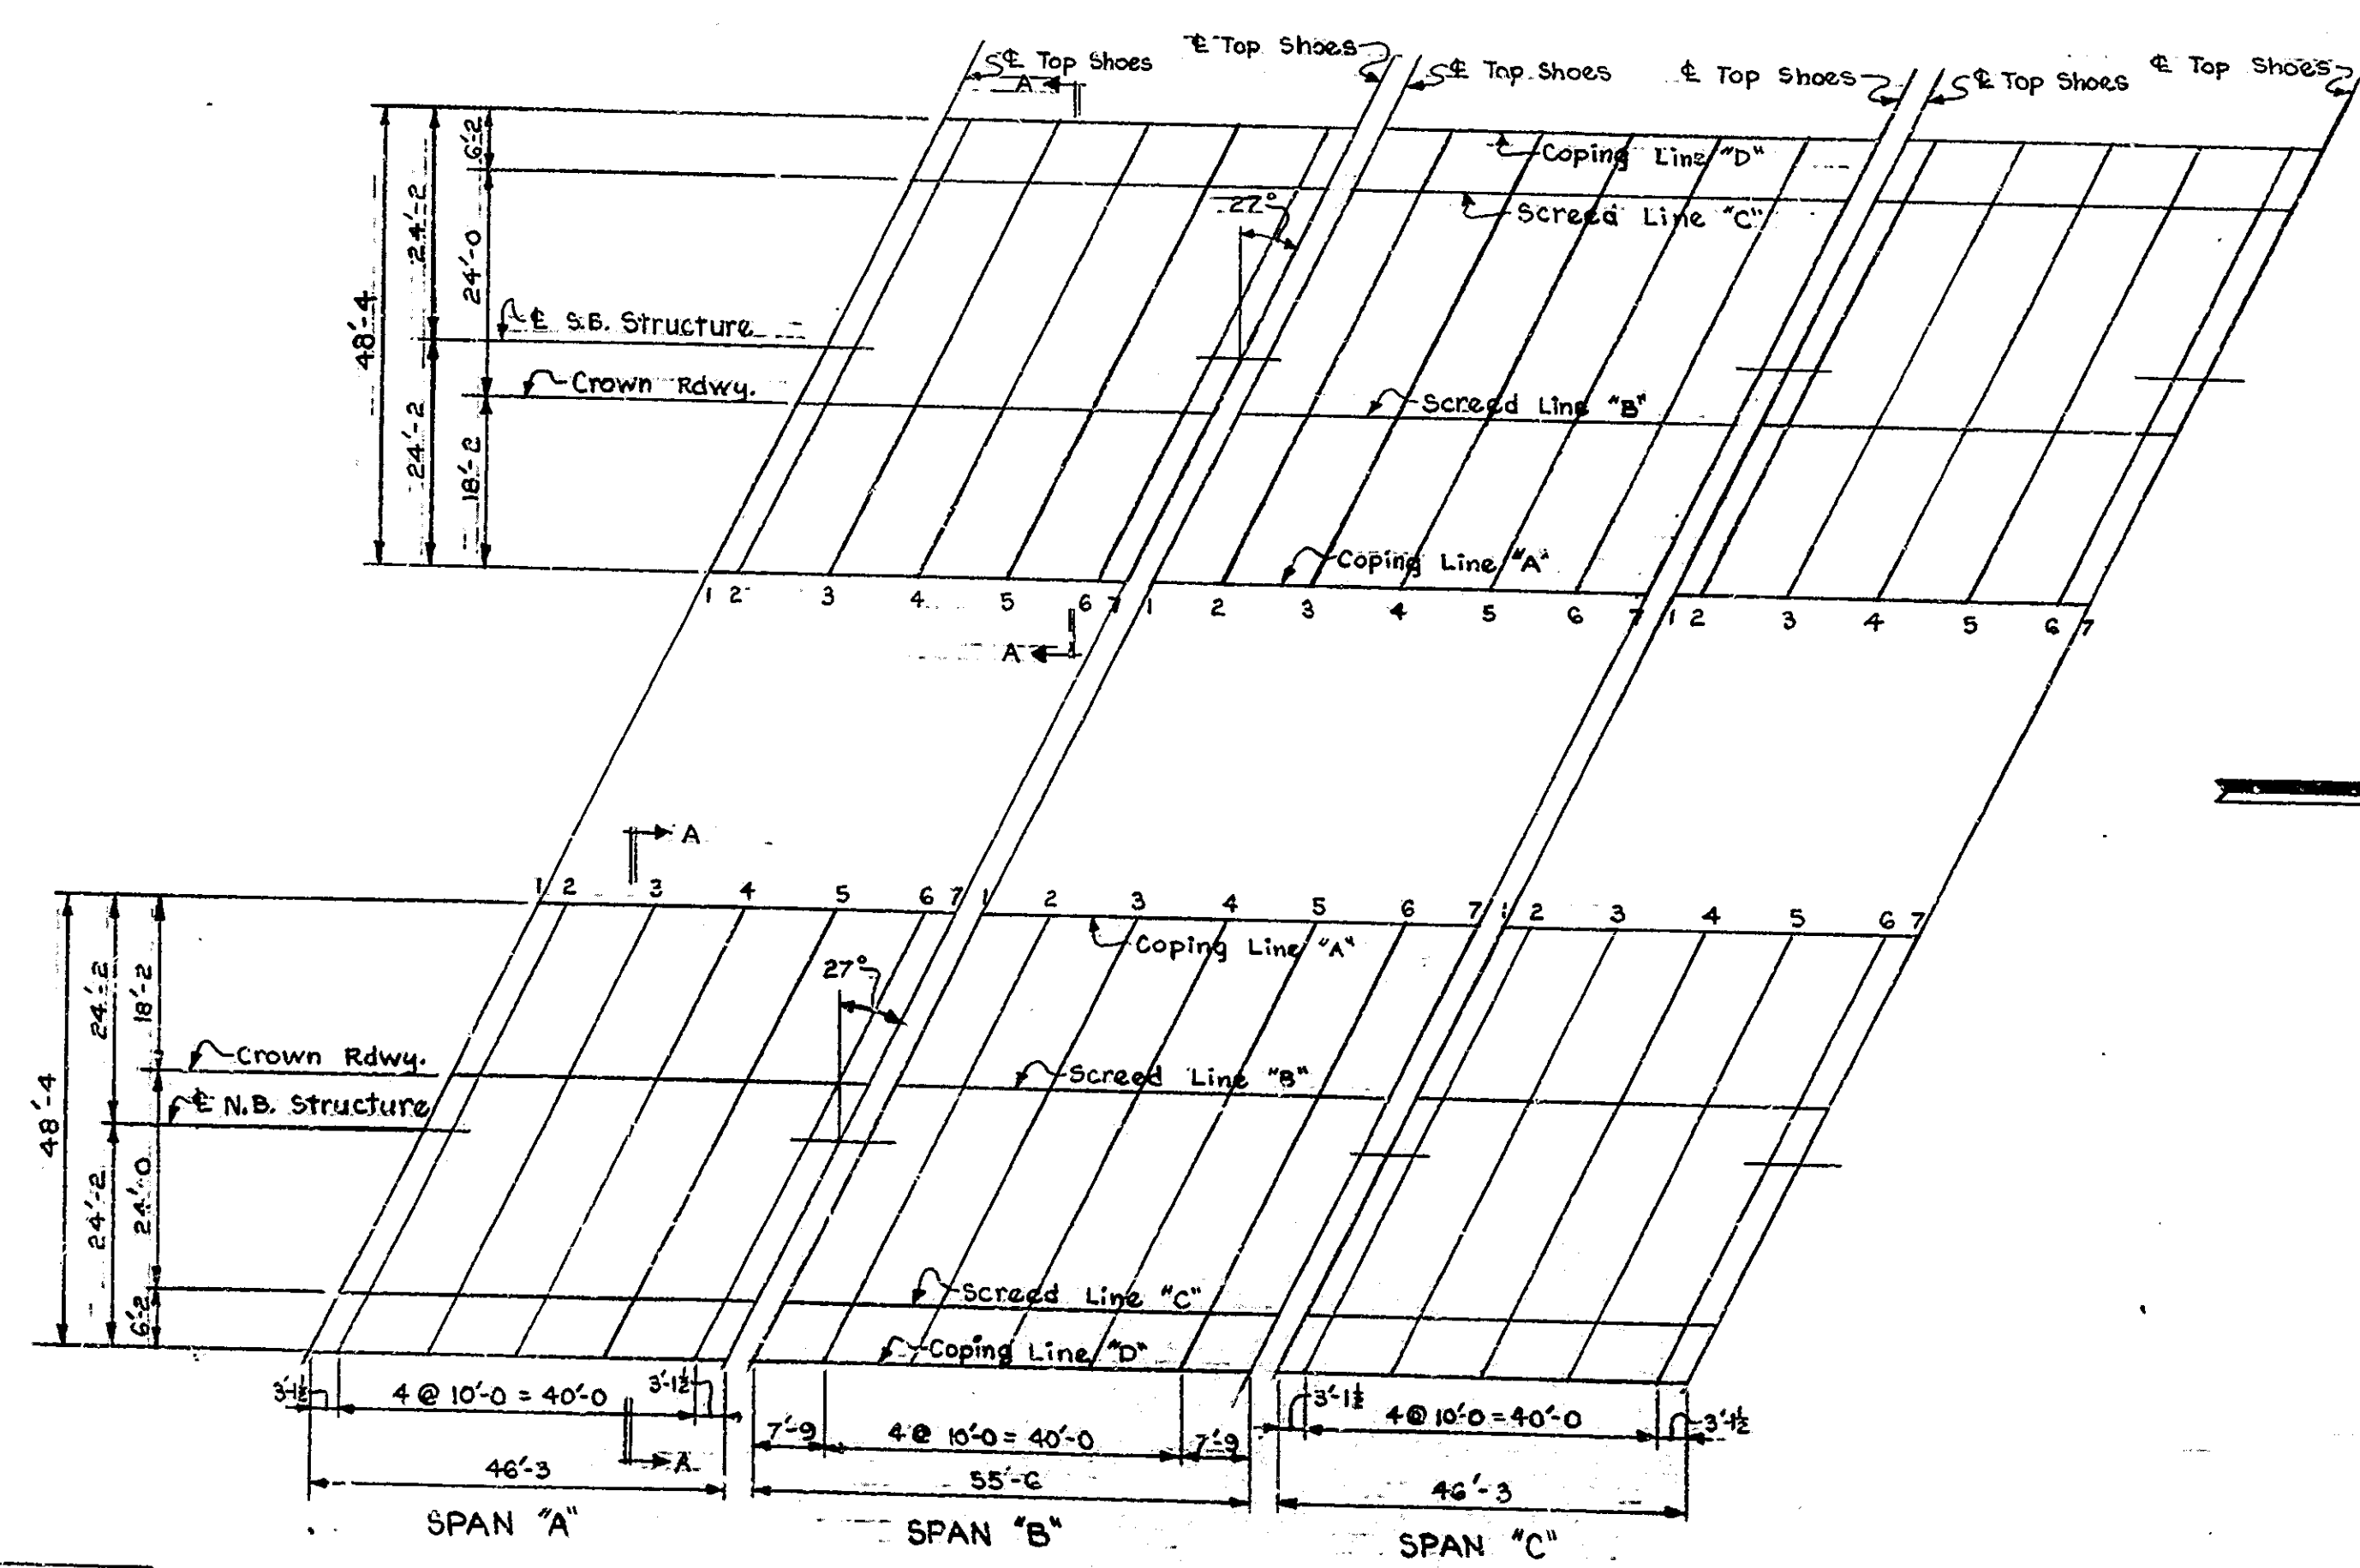 ℄ Top Shoes
℄ Top Shoes
℄ Top Shoes
℄ Top Shoes
℄ Top Shoes
℄ Top Shoes
A
6'-2
24'-2
24'-0
48'-4
Coping Line "D"
Screed Line "C"
27°
℄ S.B. Structure
Crown Rdwy.
Screed Line "B"
24'-2
18'-2
Coping Line "A"
1 2 3 4 5 6 7 1 2 3 4 5 6 7 1 2 3 4 5 6 7
A
A
1 2 3 4 5 6 7 1 2 3 4 5 6 7 1 2 3 4 5 6 7
Coping Line "A"
24'-2
18'-2
27°
Crown Rdwy.
Screed Line "B"
48'-4
℄ N.B. Structure
24'-2
24'-0
6'-2
Screed Line "C"
Coping Line "D"
3'-1½
4 @ 10'-0 = 40'-0
3'-1½
7'-9
4 @ 10'-0 = 40'-0
7'-9
3'-1½
4 @ 10'-0 = 40'-0
3'-1½
A
46'-3
55'-6
46'-3
SPAN "A"
SPAN "B"
SPAN "C"